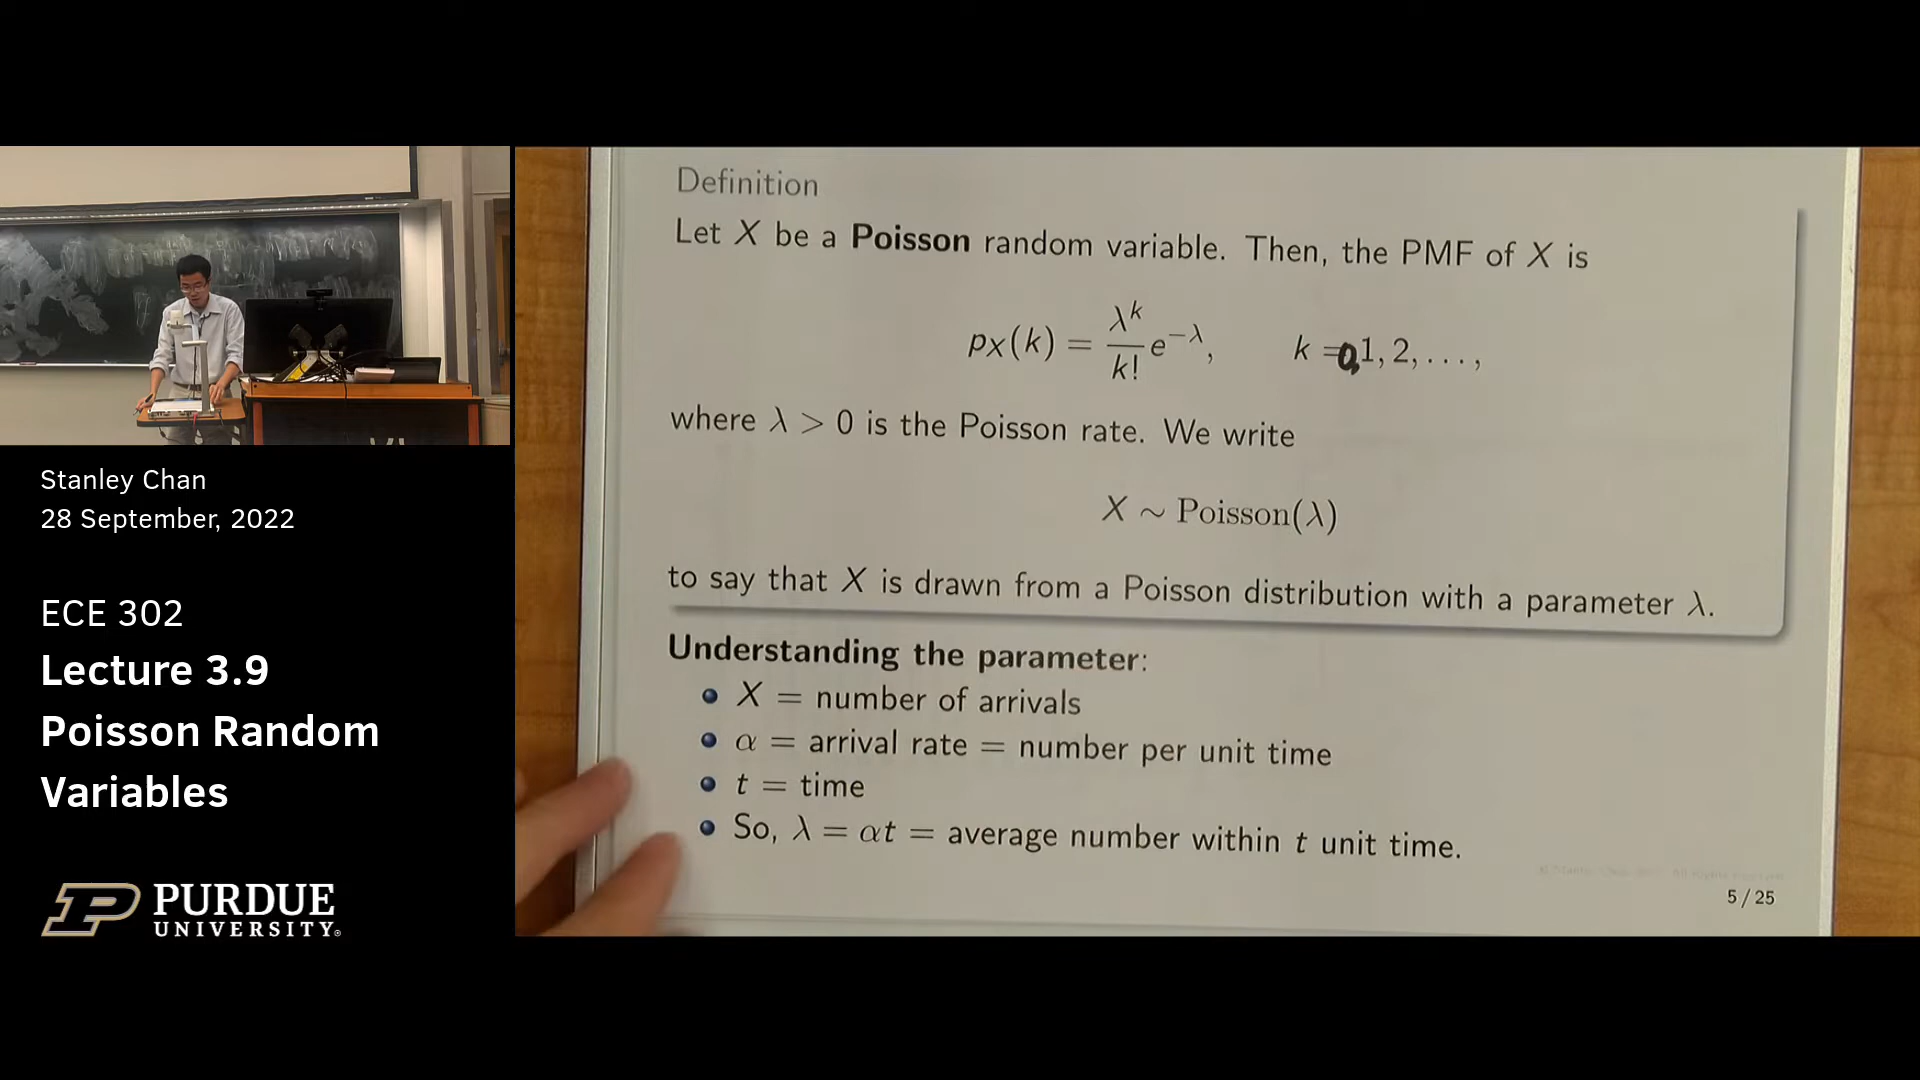 Stanley Chan
28 September, 2022
ECE 302
Lecture 3.9
Poisson Random
Variables
PURDUE
UNIVERSITY®
Definition
Let X be a Poisson random variable. Then, the PMF of X is
p_X(k) = λ^k/k! e^{−λ}, k = 0, 1, 2, . . . ,
where λ > 0 is the Poisson rate. We write
X ∼ Poisson(λ)
to say that X is drawn from a Poisson distribution with a parameter λ.
Understanding the parameter:
X = number of arrivals
α = arrival rate = number per unit time
t = time
So, λ = αt = average number within t unit time.
5 / 25